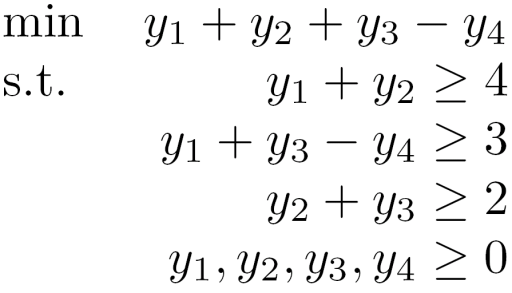 min y₁ + y₂ + y₃ − y₄
s.t. y₁ + y₂ ≥ 4
y₁ + y₃ − y₄ ≥ 3
y₂ + y₃ ≥ 2
y₁, y₂, y₃, y₄ ≥ 0